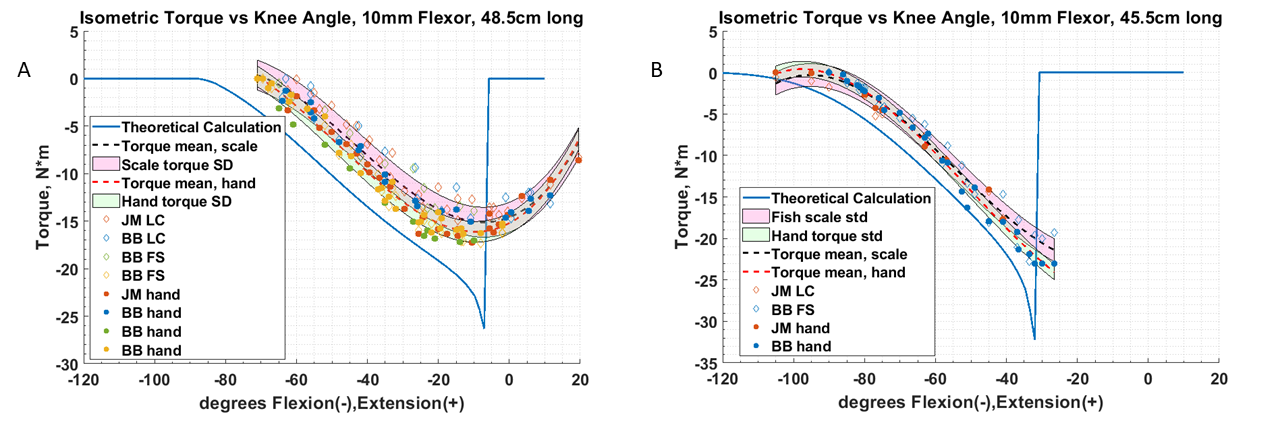 A
Isometric Torque vs Knee Angle, 10mm Flexor, 48.5cm long
Torque, N*m
5
0
-5
-10
-15
-20
-25
-30
-120
-100
-80
-60
-40
-20
0
20
degrees Flexion(-),Extension(+)
Theoretical Calculation
Torque mean, scale
Scale torque SD
Torque mean, hand
Hand torque SD
JM LC
BB LC
BB FS
BB FS
JM hand
BB hand
BB hand
BB hand
B
Isometric Torque vs Knee Angle, 10mm Flexor, 45.5cm long
Torque, N*m
5
0
-5
-10
-15
-20
-25
-30
-35
-120
-100
-80
-60
-40
-20
0
20
degrees Flexion(-),Extension(+)
Theoretical Calculation
Fish scale std
Hand torque std
Torque mean, scale
Torque mean, hand
JM LC
BB FS
JM hand
BB hand